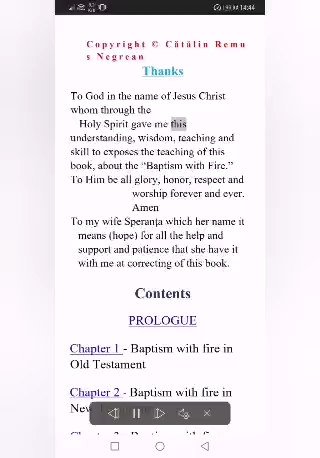 14:44
Copyright © Cătălin Remu
s Negrean
Thanks
To God in the name of Jesus Christ
whom through the
Holy Spirit gave me this
understanding, wisdom, teaching and
skill to exposes the teaching of this
book, about the “Baptism with Fire.”
To Him be all glory, honor, respect and
worship forever and ever.
Amen
To my wife Speranța which her name it
means (hope) for all the help and
support and patience that she have it
with me at correcting of this book.
Contents
PROLOGUE
Chapter 1 - Baptism with fire in
Old Testament
Chapter 2 - Baptism with fire in